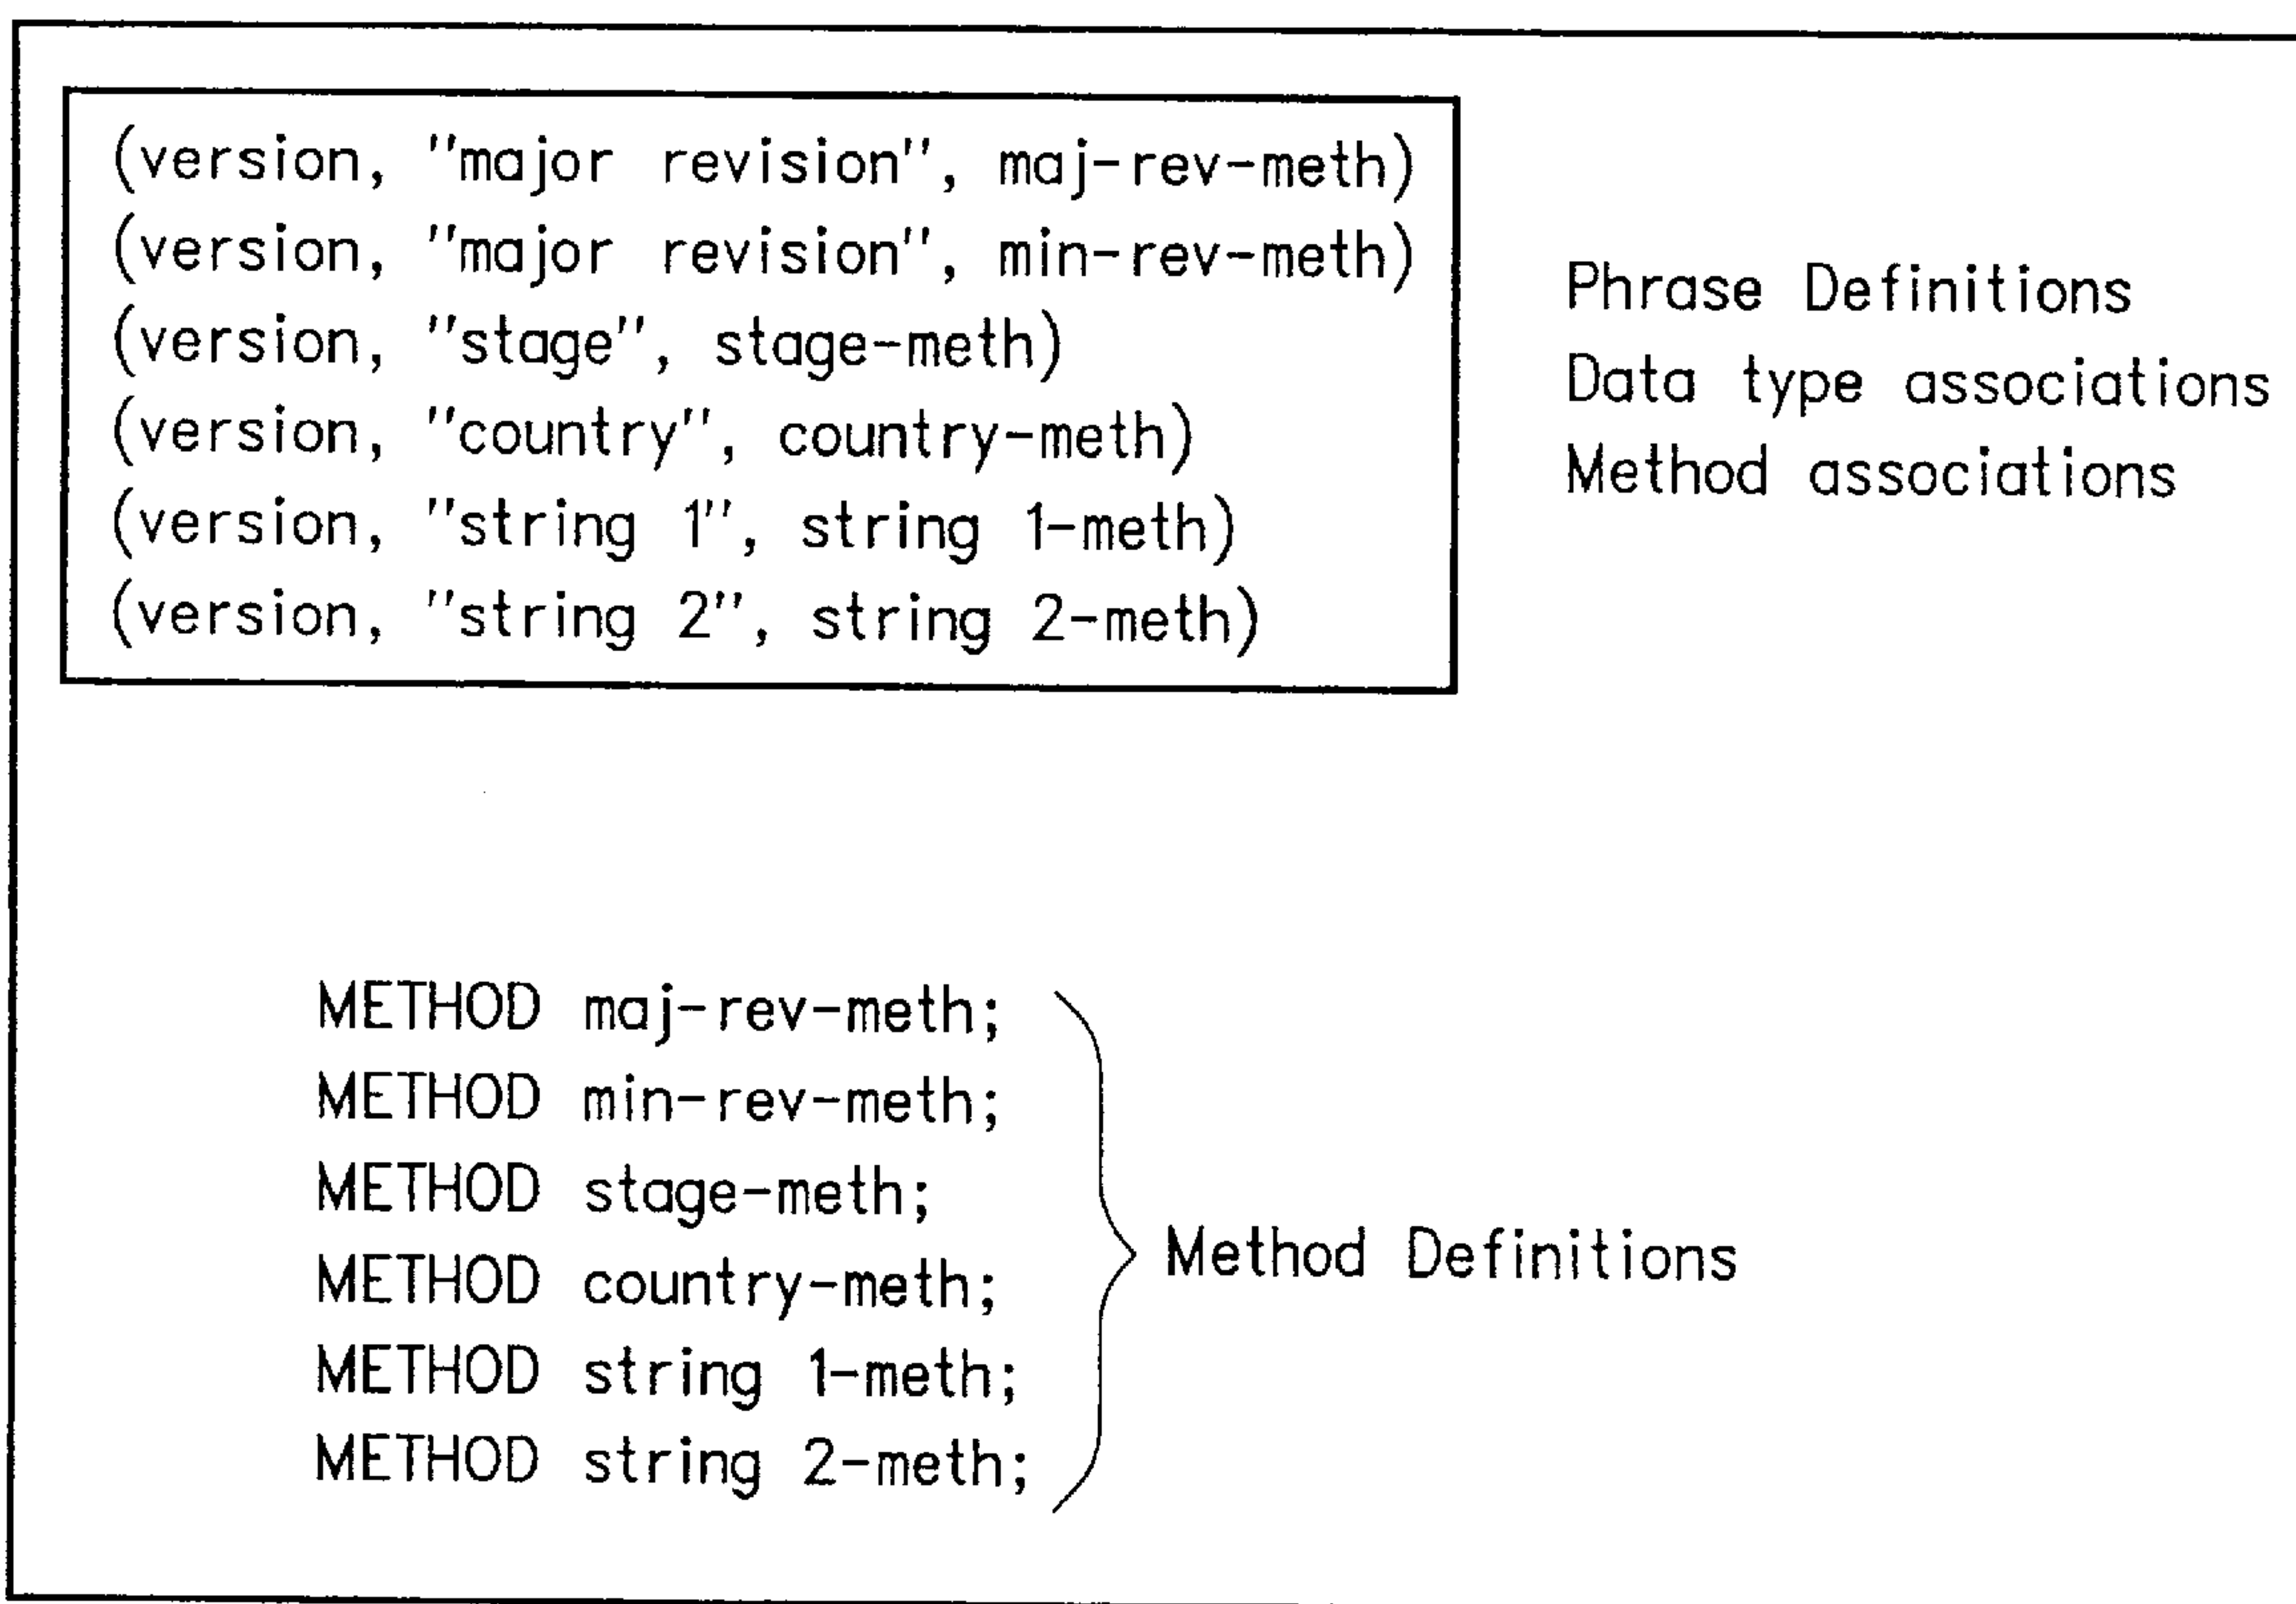 (version, "major revision", maj-rev-meth)
(version, "major revision", min-rev-meth)
(version, "stage", stage-meth)
(version, "country", country-meth)
(version, "string 1", string 1-meth)
(version, "string 2", string 2-meth)
Phrase Definitions
Data type associations
Method associations
METHOD maj-rev-meth;
METHOD min-rev-meth;
METHOD stage-meth;
METHOD country-meth;
METHOD string 1-meth;
METHOD string 2-meth;
Method Definitions